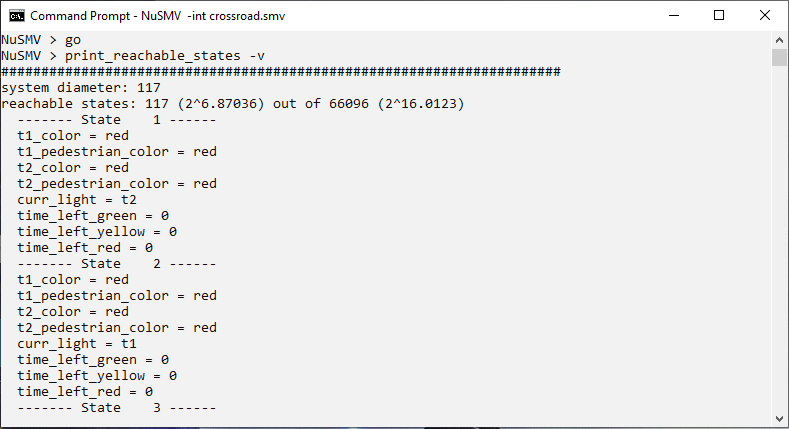 Command Prompt - NuSMV  -int crossroad.smv
NuSMV > go
NuSMV > print_reachable_states -v
######################################################################
system diameter: 117
reachable states: 117 (2^6.87036) out of 66096 (2^16.0123)
  ------- State    1 ------
  t1_color = red
  t1_pedestrian_color = red
  t2_color = red
  t2_pedestrian_color = red
  curr_light = t2
  time_left_green = 0
  time_left_yellow = 0
  time_left_red = 0
  ------- State    2 ------
  t1_color = red
  t1_pedestrian_color = red
  t2_color = red
  t2_pedestrian_color = red
  curr_light = t1
  time_left_green = 0
  time_left_yellow = 0
  time_left_red = 0
  ------- State    3 ------